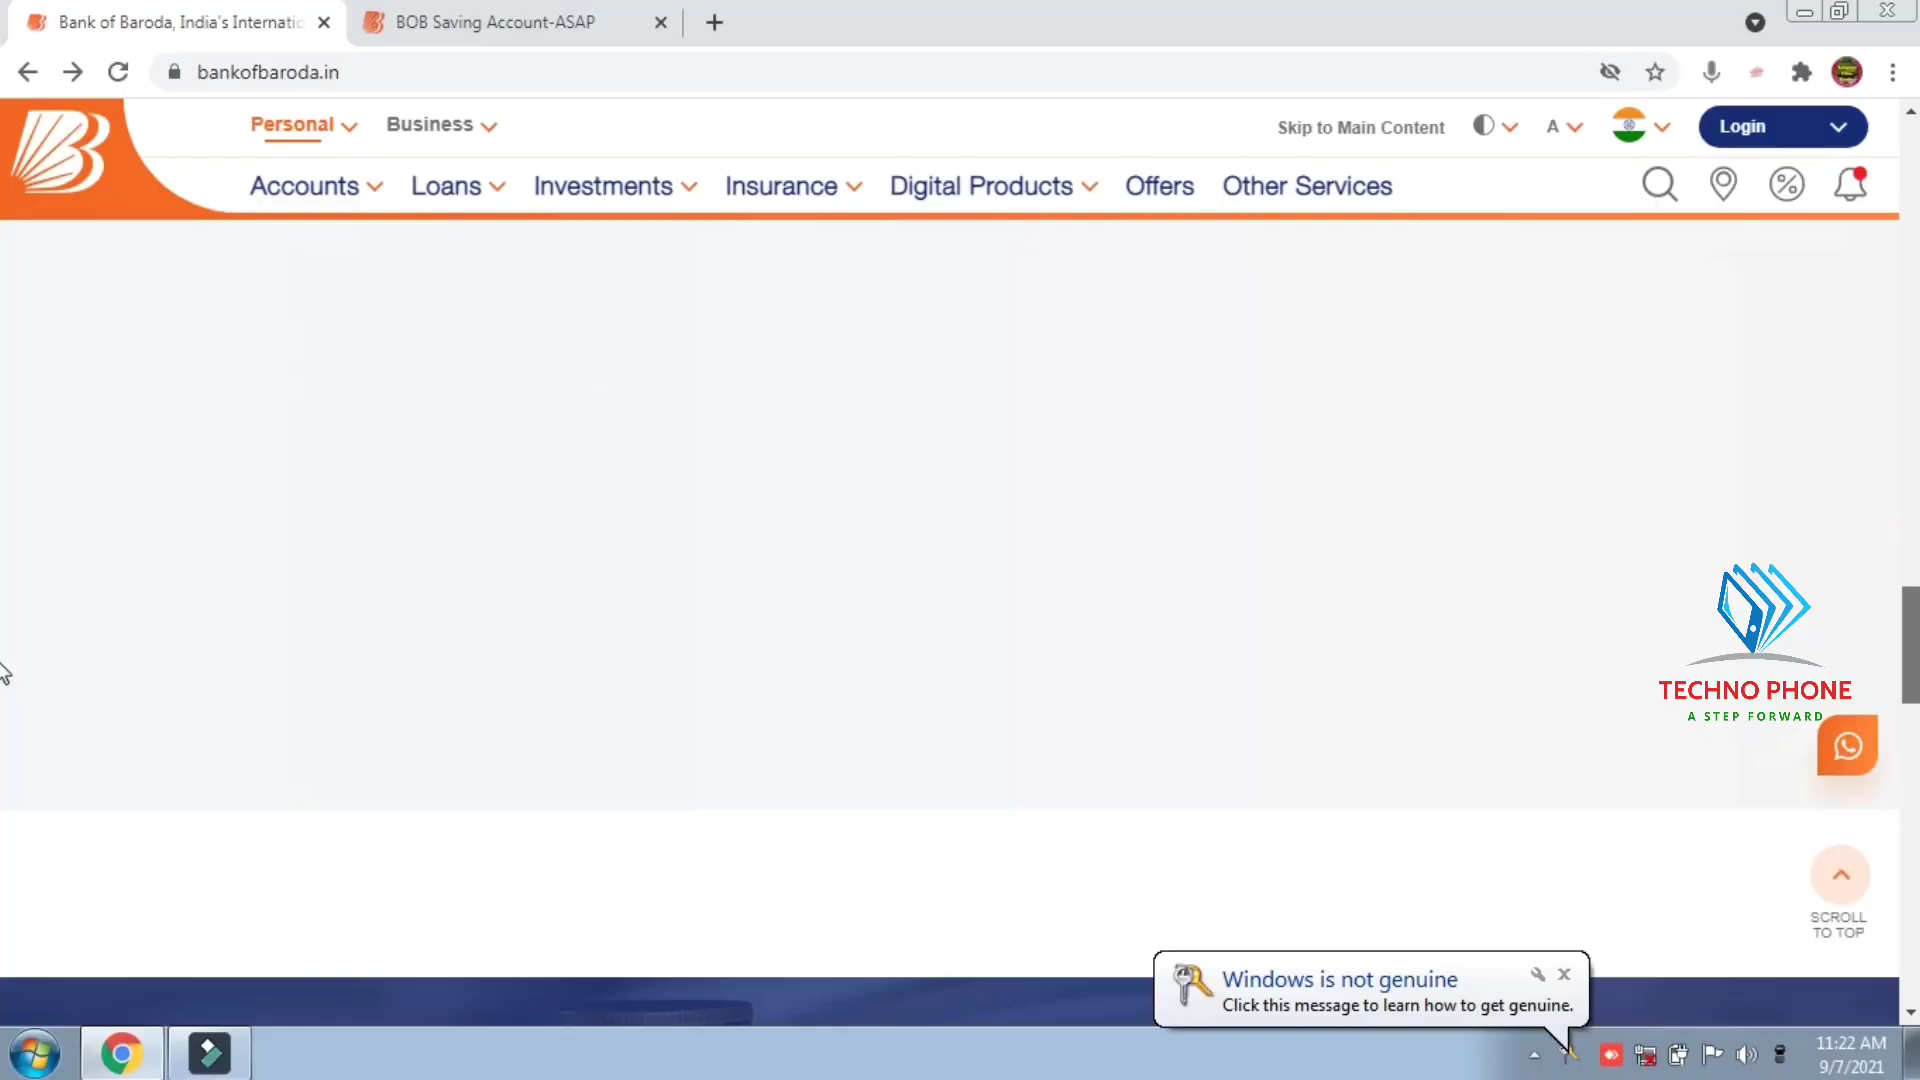 Bank of Baroda, India's Internatio
BOB Saving Account-ASAP
bankofbaroda.in
Personal
Business
Skip to Main Content
A
Login
Accounts
Loans
Investments
Insurance
Digital Products
Offers
Other Services
TECHNO PHONE
A STEP FORWARD
SCROLL
TO TOP
Windows is not genuine
Click this message to learn how to get genuine.
11:22 AM
9/7/2021